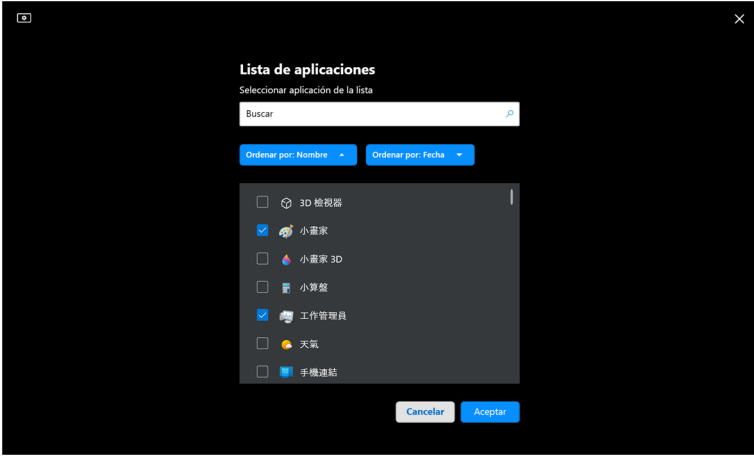 Lista de aplicaciones
Seleccionar aplicación de la lista
Buscar
Ordenar por: Nombre
Ordenar por: Fecha
3D 檢視器
小畫家
小畫家 3D
小算盤
工作管理員
天氣
手機連結
Cancelar
Aceptar